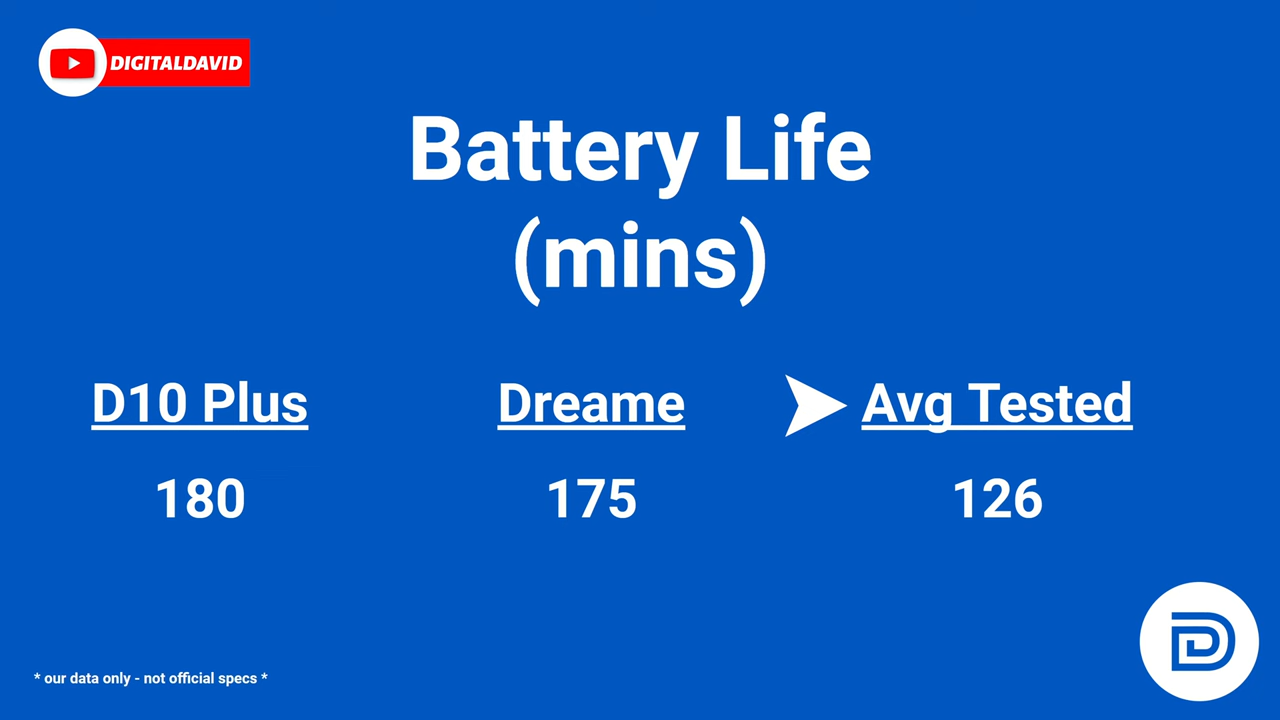 DIGITALDAVID
Battery Life
(mins)
D10 Plus Dreame Avg Tested
180 175 126
* our data only - not official specs *